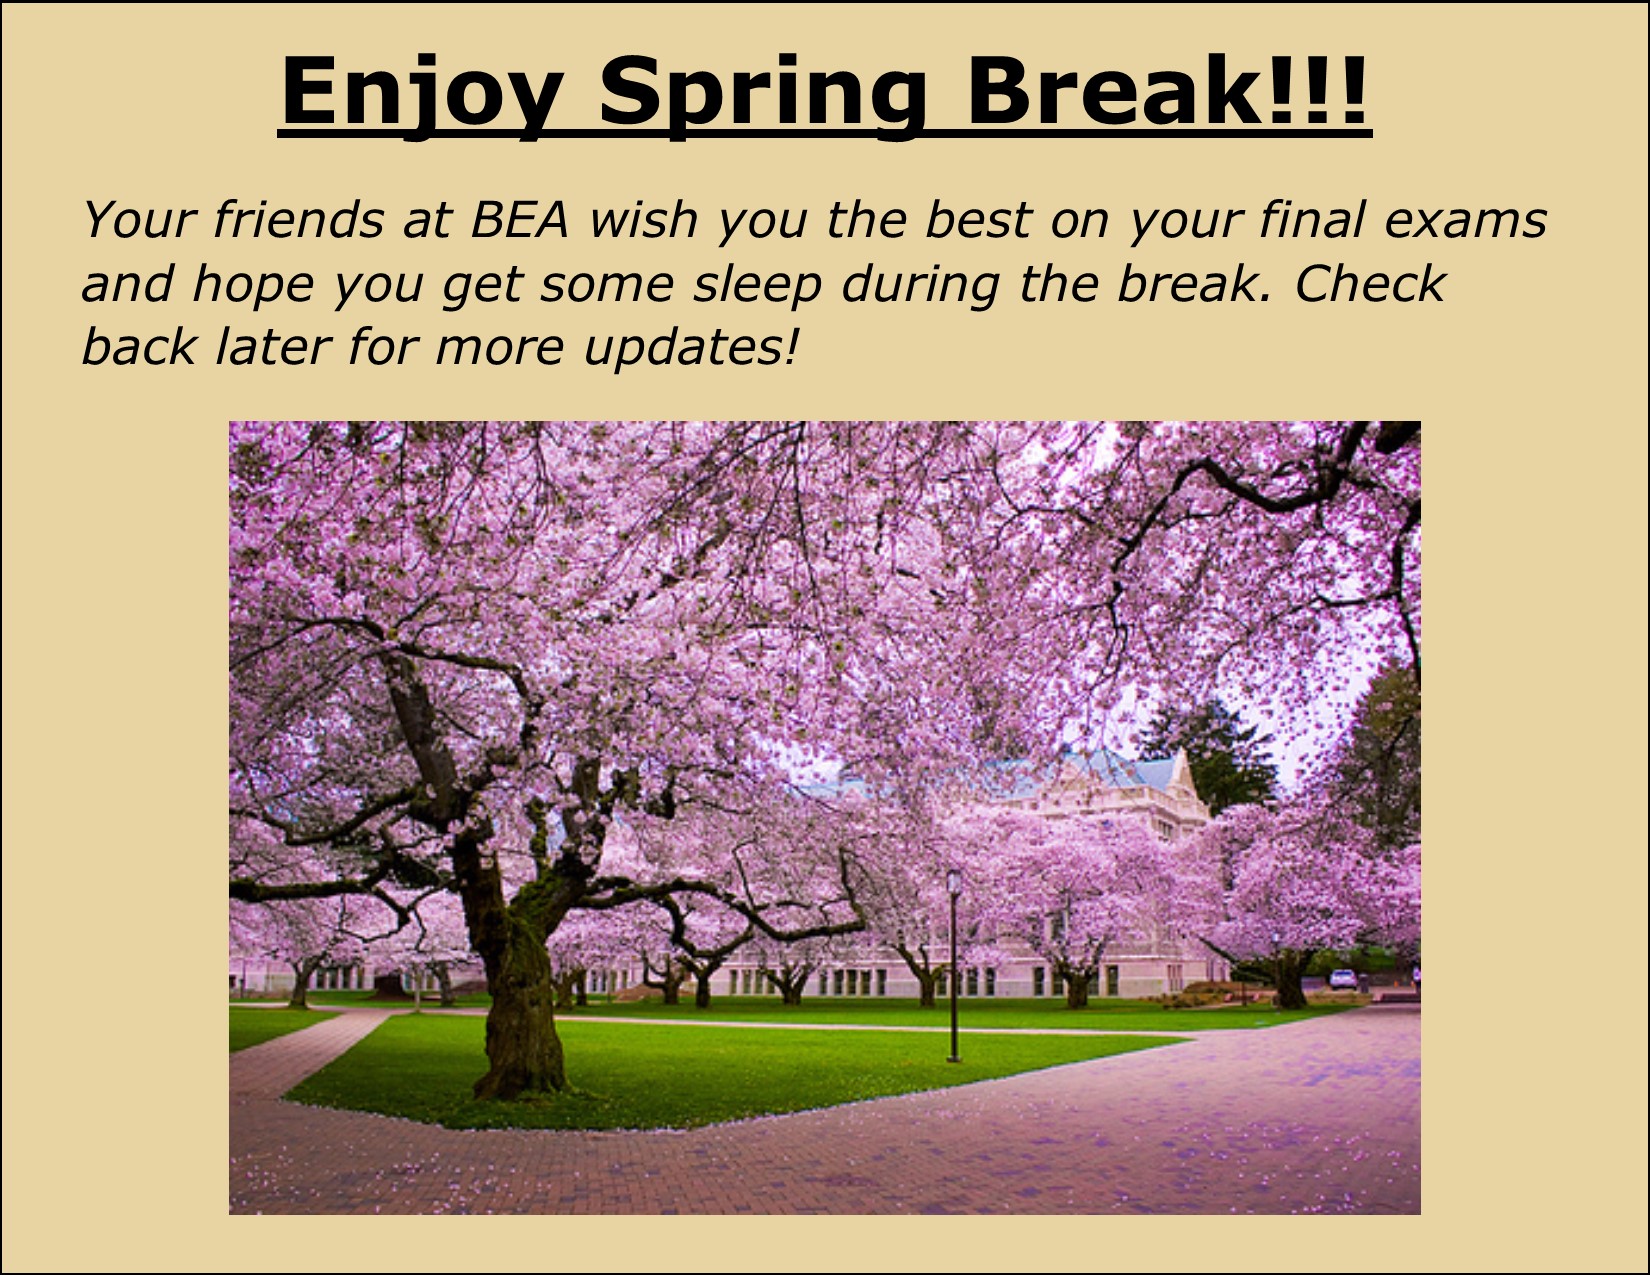 Enjoy Spring Break!!!
Your friends at BEA wish you the best on your final exams
and hope you get some sleep during the break. Check
back later for more updates!